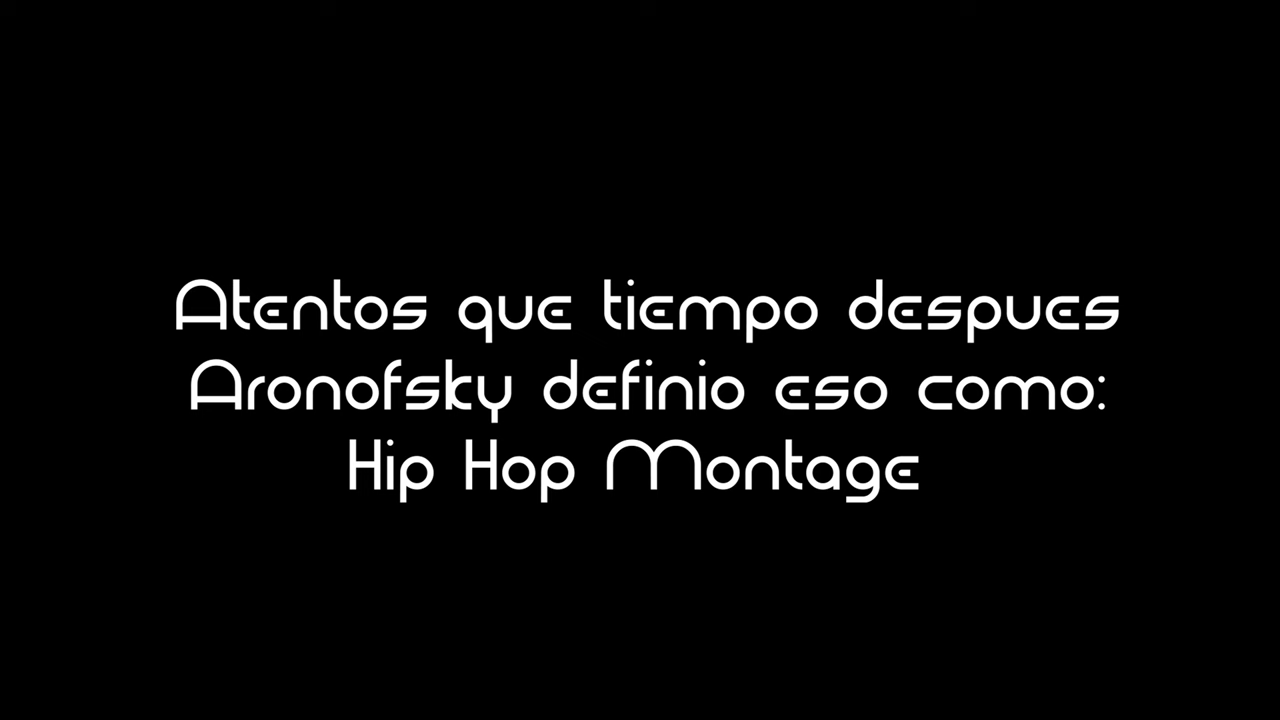 Atentos que tiempo despues
Aronofsky definio eso como:
Hip Hop Montage